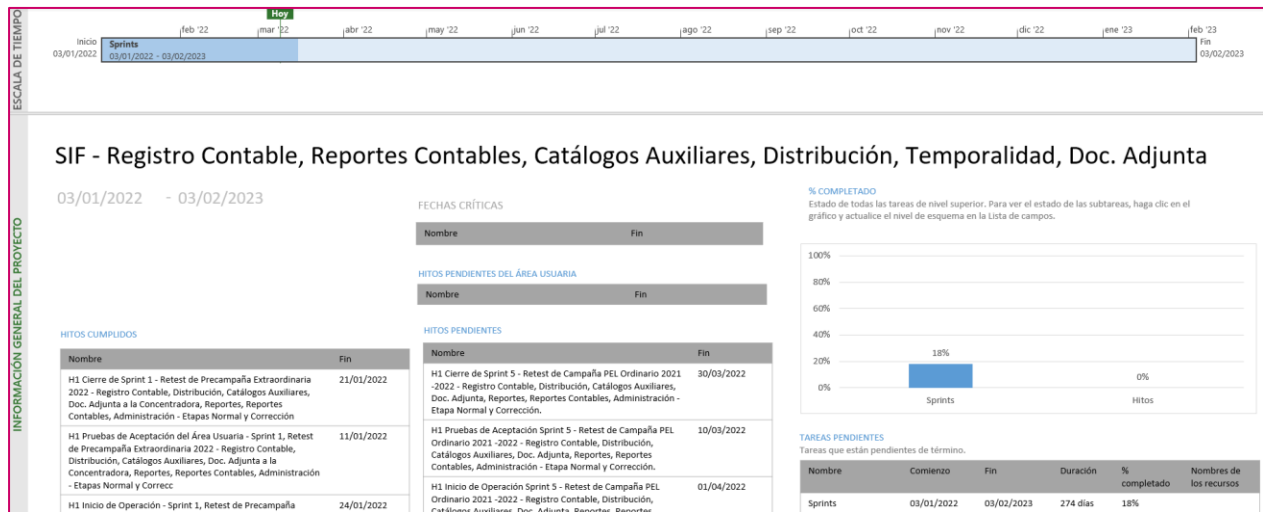 ESCALA DE TIEMPO
Hoy
feb '22 mar '22 abr '22 may '22 jun '22 jul '22 ago '22 sep '22 oct '22 nov '22 dic '22 ene '23 feb '23
Inicio
03/01/2022
Sprints
03/01/2022 - 03/02/2023
Fin
03/02/2023
INFORMACIÓN GENERAL DEL PROYECTO
SIF - Registro Contable, Reportes Contables, Catálogos Auxiliares, Distribución, Temporalidad, Doc. Adjunta
03/01/2022 - 03/02/2023
HITOS CUMPLIDOS
Nombre Fin
H1 Cierre de Sprint 1 - Retest de Precampaña Extraordinaria 21/01/2022
2022 - Registro Contable, Distribución, Catálogos Auxiliares,
Doc. Adjunta a la Concentradora, Reportes, Reportes
Contables, Administración - Etapas Normal y Corrección
H1 Pruebas de Aceptación del Área Usuaria - Sprint 1, Retest 11/01/2022
de Precampaña Extraordinaria 2022 - Registro Contable,
Distribución, Catálogos Auxiliares, Doc. Adjunta a la
Concentradora, Reportes, Reportes Contables, Administración
- Etapas Normal y Correcc
H1 Inicio de Operación - Sprint 1, Retest de Precampaña 24/01/2022
FECHAS CRÍTICAS
Nombre Fin
HITOS PENDIENTES DEL ÁREA USUARIA
Nombre Fin
HITOS PENDIENTES
Nombre Fin
H1 Cierre de Sprint 5 - Retest de Campaña PEL Ordinario 2021 30/03/2022
-2022 - Registro Contable, Distribución, Catálogos Auxiliares,
Doc. Adjunta, Reportes, Reportes Contables, Administración -
Etapa Normal y Corrección.
H1 Pruebas de Aceptación Sprint 5 - Retest de Campaña PEL 10/03/2022
Ordinario 2021 -2022 - Registro Contable, Distribución,
Catálogos Auxiliares, Doc. Adjunta, Reportes, Reportes
Contables, Administración - Etapa Normal y Corrección.
H1 Inicio de Operación Sprint 5 - Retest de Campaña PEL 01/04/2022
Ordinario 2021 -2022 - Registro Contable, Distribución,
Catálogos Auxiliares, Doc. Adjunta, Reportes, Reportes
% COMPLETADO
Estado de todas las tareas de nivel superior. Para ver el estado de las subtareas, haga clic en el
gráfico y actualice el nivel de esquema en la Lista de campos.
100%
80%
60%
40%
20%
0%
18%
0%
Sprints Hitos
TAREAS PENDIENTES
Tareas que están pendientes de término.
Nombre Comienzo Fin Duración % completado Nombres de los recursos
Sprints 03/01/2022 03/02/2023 274 días 18%